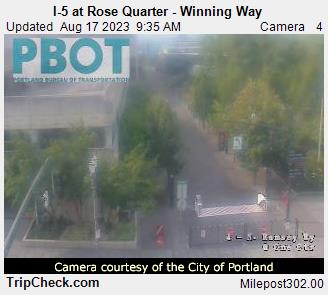 I-5 at Rose Quarter - Winning Way
Updated  Aug 17 2023  9:35 AM  Camera  4
PBOT
PORTLAND BUREAU OF TRANSPORTATION
Camera courtesy of the City of Portland
TripCheck.com  Milepost302.00